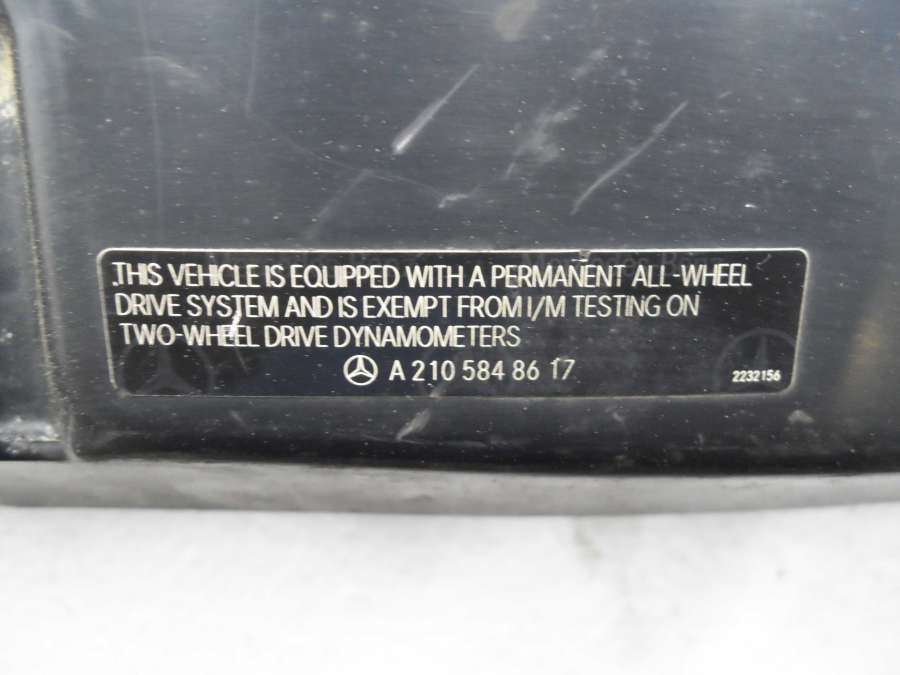 THIS VEHICLE IS EQUIPPED WITH A PERMANENT ALL-WHEEL
DRIVE SYSTEM AND IS EXEMPT FROM I/M TESTING ON
TWO-WHEEL DRIVE DYNAMOMETERS
A 210 584 86 17
2232156